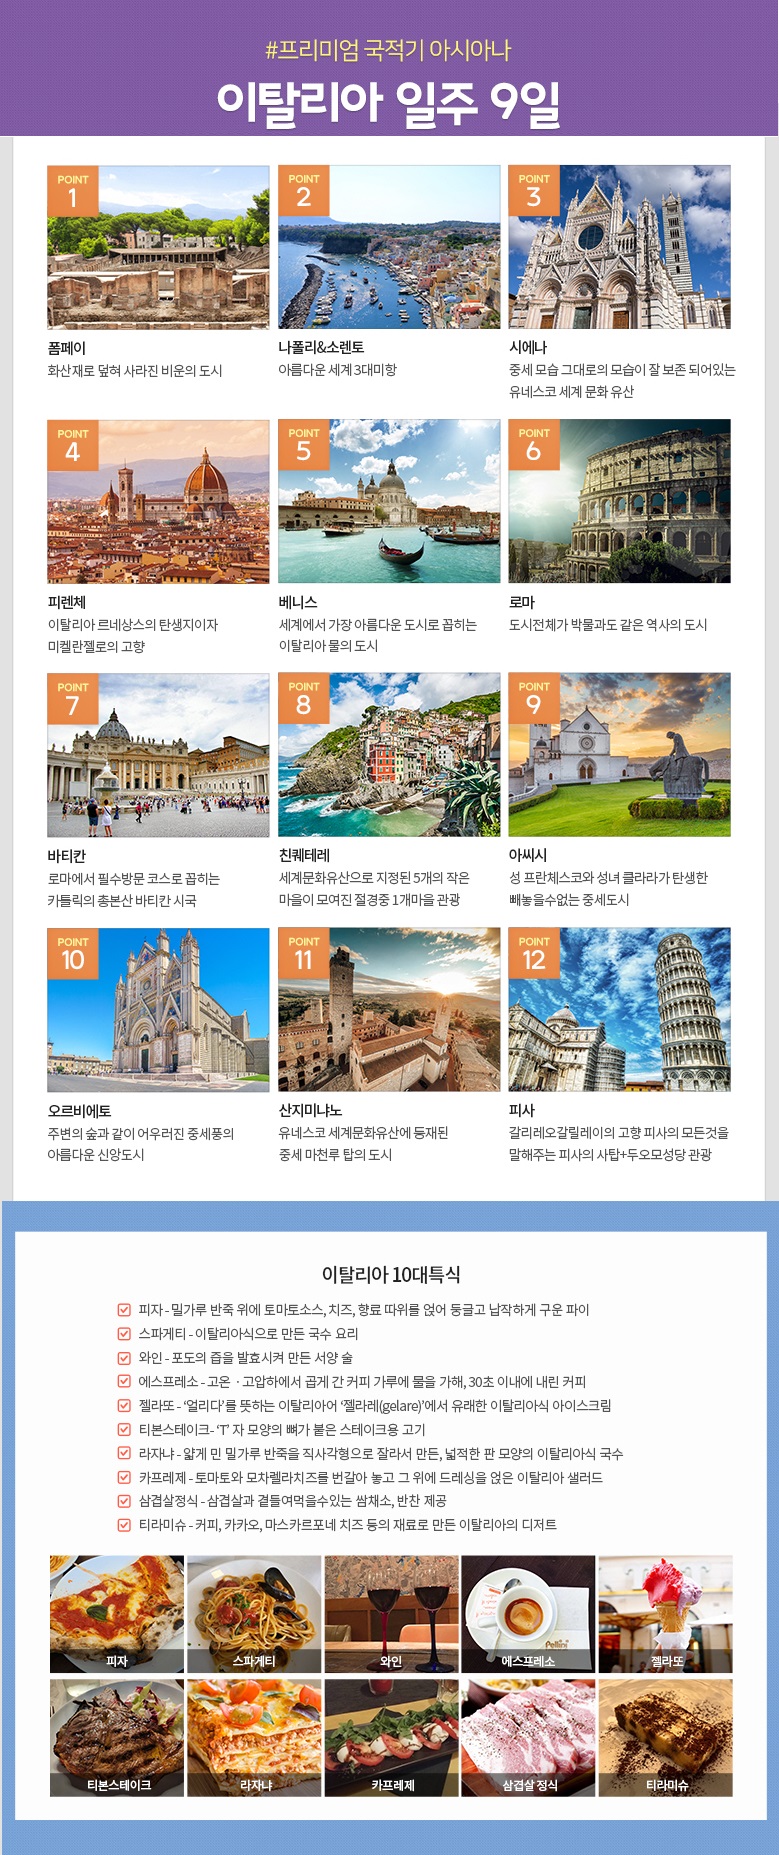 #프리미엄 국적기 아시아나
이탈리아 일주 9일
POINT
1
폼페이
화산재로 덮혀 사라진 비운의 도시
POINT
2
나폴리&소렌토
아름다운 세계 3대미항
POINT
3
시에나
중세 모습 그대로의 모습이 잘 보존 되어있는
유네스코 세계 문화 유산
POINT
4
피렌체
이탈리아 르네상스의 탄생지이자
미켈란젤로의 고향
POINT
5
베니스
세계에서 가장 아름다운 도시로 꼽히는
이탈리아 물의 도시
POINT
6
로마
도시전체가 박물과도 같은 역사의 도시
POINT
7
바티칸
로마에서 필수방문 코스로 꼽히는
카톨릭의 총본산 바티칸 시국
POINT
8
친퀘테레
세계문화유산으로 지정된 5개의 작은
마을이 모여진 절경중 1개마을 관광
POINT
9
아씨시
성 프란체스코와 성녀 클라라가 탄생한
빼놓을수없는 중세도시
POINT
10
오르비에토
주변의 숲과 같이 어우러진 중세풍의
아름다운 신앙도시
POINT
11
산지미냐노
유네스코 세계문화유산에 등재된
중세 마천루 탑의 도시
POINT
12
피사
갈리레오갈릴레이의 고향 피사의 모든것을
말해주는 피사의 사탑+두오모성당 관광
이탈리아 10대특식
피자 - 밀가루 반죽 위에 토마토소스, 치즈, 향료 따위를 얹어 둥글고 납작하게 구운 파이
스파게티 - 이탈리아식으로 만든 국수 요리
와인 - 포도의 즙을 발효시켜 만든 서양 술
에스프레소 - 고온 · 고압하에서 곱게 간 커피 가루에 물을 가해, 30초 이내에 내린 커피
젤라또 - ‘얼리다’를 뜻하는 이탈리아어 ‘젤라레(gelare)’에서 유래한 이탈리아식 아이스크림
티본스테이크- ‘T’ 자 모양의 뼈가 붙은 스테이크용 고기
라자냐 - 얇게 민 밀가루 반죽을 직사각형으로 잘라서 만든, 넓적한 판 모양의 이탈리아식 국수
카프레제 - 토마토와 모차렐라치즈를 번갈아 놓고 그 위에 드레싱을 얹은 이탈리아 샐러드
삼겹살정식 - 삼겹살과 곁들여먹을수있는 쌈채소, 반찬 제공
티라미슈 - 커피, 카카오, 마스카르포네 치즈 등의 재료로 만든 이탈리아의 디저트
피자
스파게티
와인
Pellini
에스프레소
젤라또
티본스테이크
라자냐
카프레제
삼겹살 정식
티라미슈